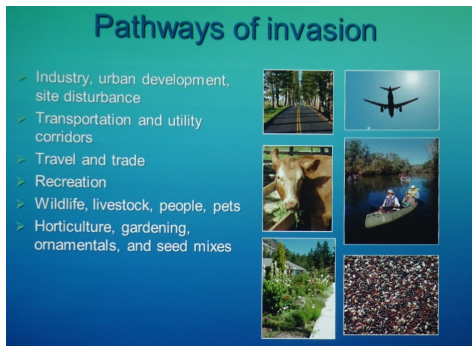 Pathways of invasion
Industry, urban development,
site disturbance
Transportation and utility
corridors
Travel and trade
Recreation
Wildlife, livestock, people, pets
Horticulture, gardening,
ornamentals, and seed mixes